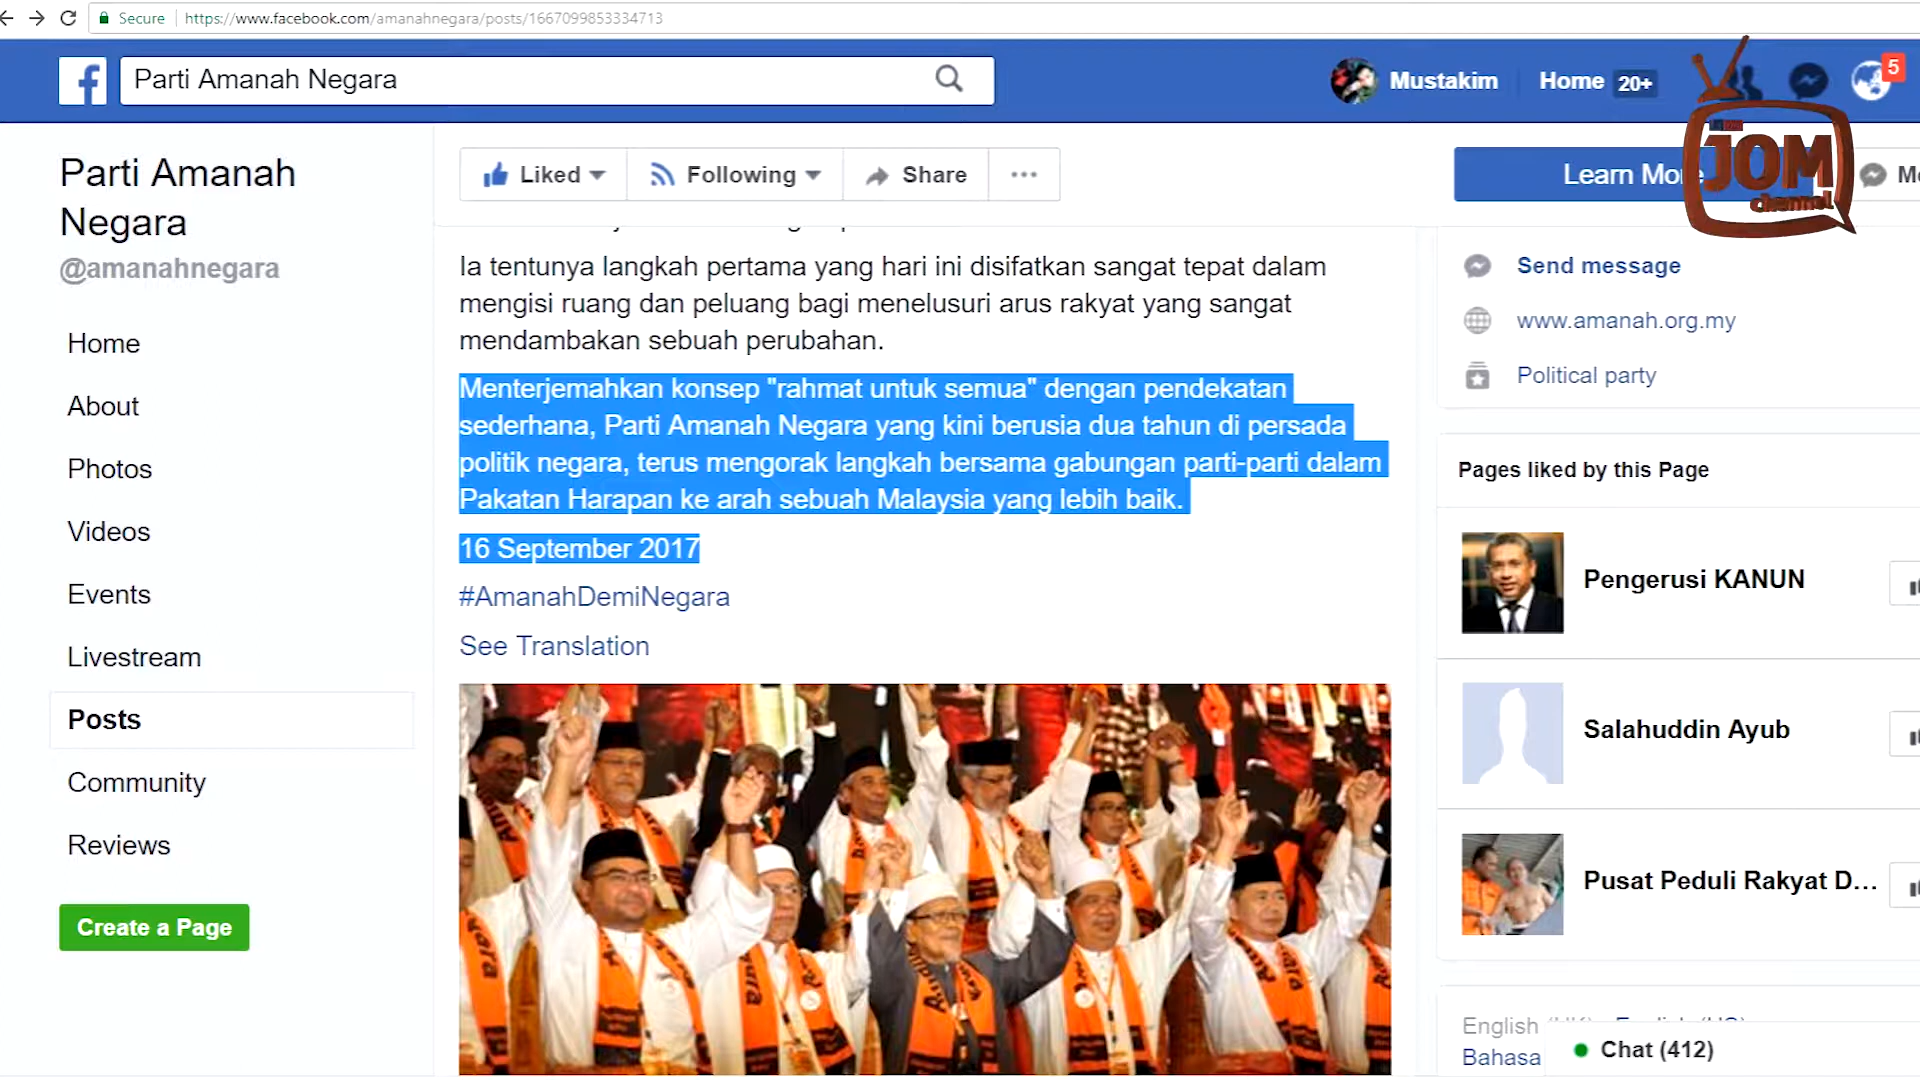 Secure
https://www.facebook.com/amanahnegara/posts/1667099853334713
Parti Amanah Negara
Mustakim
Home 20+
5
JOM
channel
Parti Amanah
Negara
@amanahnegara
Home
About
Photos
Videos
Events
Livestream
Posts
Community
Reviews
Create a Page
Liked
Following
Share
Ia tentunya langkah pertama yang hari ini disifatkan sangat tepat dalam
mengisi ruang dan peluang bagi menelusuri arus rakyat yang sangat
mendambakan sebuah perubahan.
Menterjemahkan konsep "rahmat untuk semua" dengan pendekatan
sederhana, Parti Amanah Negara yang kini berusia dua tahun di persada
politik negara, terus mengorak langkah bersama gabungan parti-parti dalam
Pakatan Harapan ke arah sebuah Malaysia yang lebih baik.
16 September 2017
#AmanahDemiNegara
See Translation
Learn More
Send message
www.amanah.org.my
Political party
Pages liked by this Page
Pengerusi KANUN
Salahuddin Ayub
Pusat Peduli Rakyat D...
English
Bahasa
Chat (412)